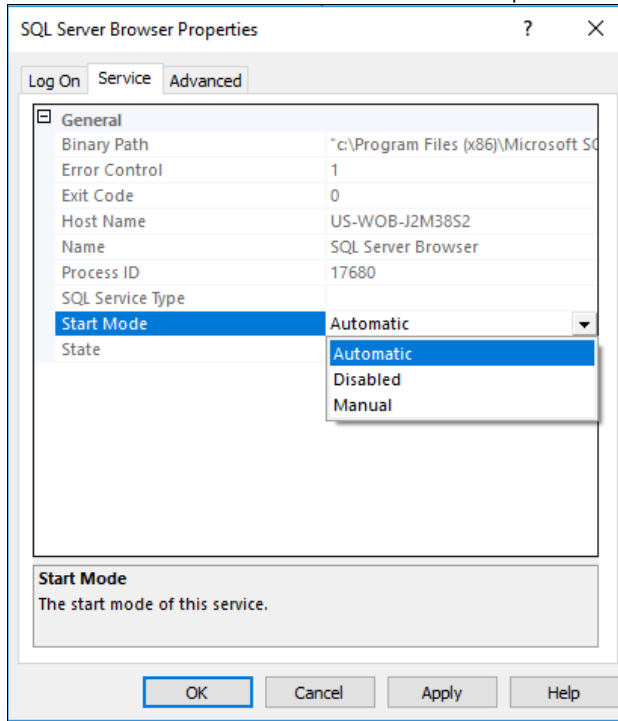 SQL Server Browser Properties ? ×
Log On Service Advanced
General
Binary Path "c:\Program Files (x86)\Microsoft SQ
Error Control 1
Exit Code 0
Host Name US-WOB-J2M38S2
Name SQL Server Browser
Process ID 17680
SQL Service Type
Start Mode Automatic
State
Automatic
Disabled
Manual
Start Mode
The start mode of this service.
OK Cancel Apply Help